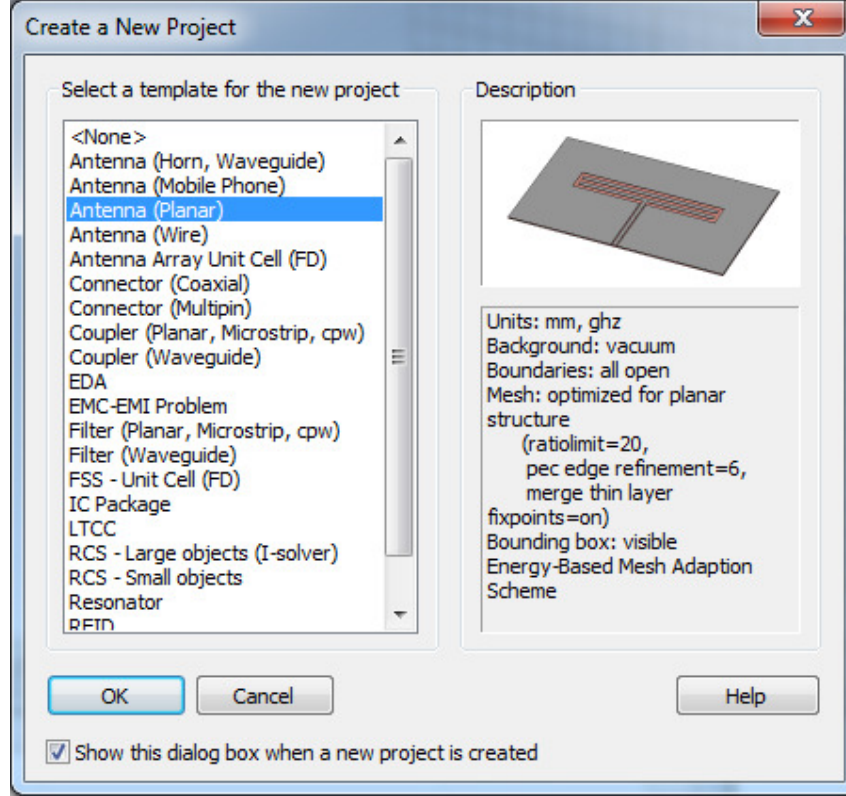 Create a New Project
Select a template for the new project
<None>
Antenna (Horn, Waveguide)
Antenna (Mobile Phone)
Antenna (Planar)
Antenna (Wire)
Antenna Array Unit Cell (FD)
Connector (Coaxial)
Connector (Multipin)
Coupler (Planar, Microstrip, cpw)
Coupler (Waveguide)
EDA
EMC-EMI Problem
Filter (Planar, Microstrip, cpw)
Filter (Waveguide)
FSS - Unit Cell (FD)
IC Package
LTCC
RCS - Large objects (I-solver)
RCS - Small objects
Resonator
RFID
Description
Units: mm, ghz
Background: vacuum
Boundaries: all open
Mesh: optimized for planar
structure
(ratiolimit=20,
pec edge refinement=6,
merge thin layer
fixpoints=on)
Bounding box: visible
Energy-Based Mesh Adaption
Scheme
OK
Cancel
Help
Show this dialog box when a new project is created